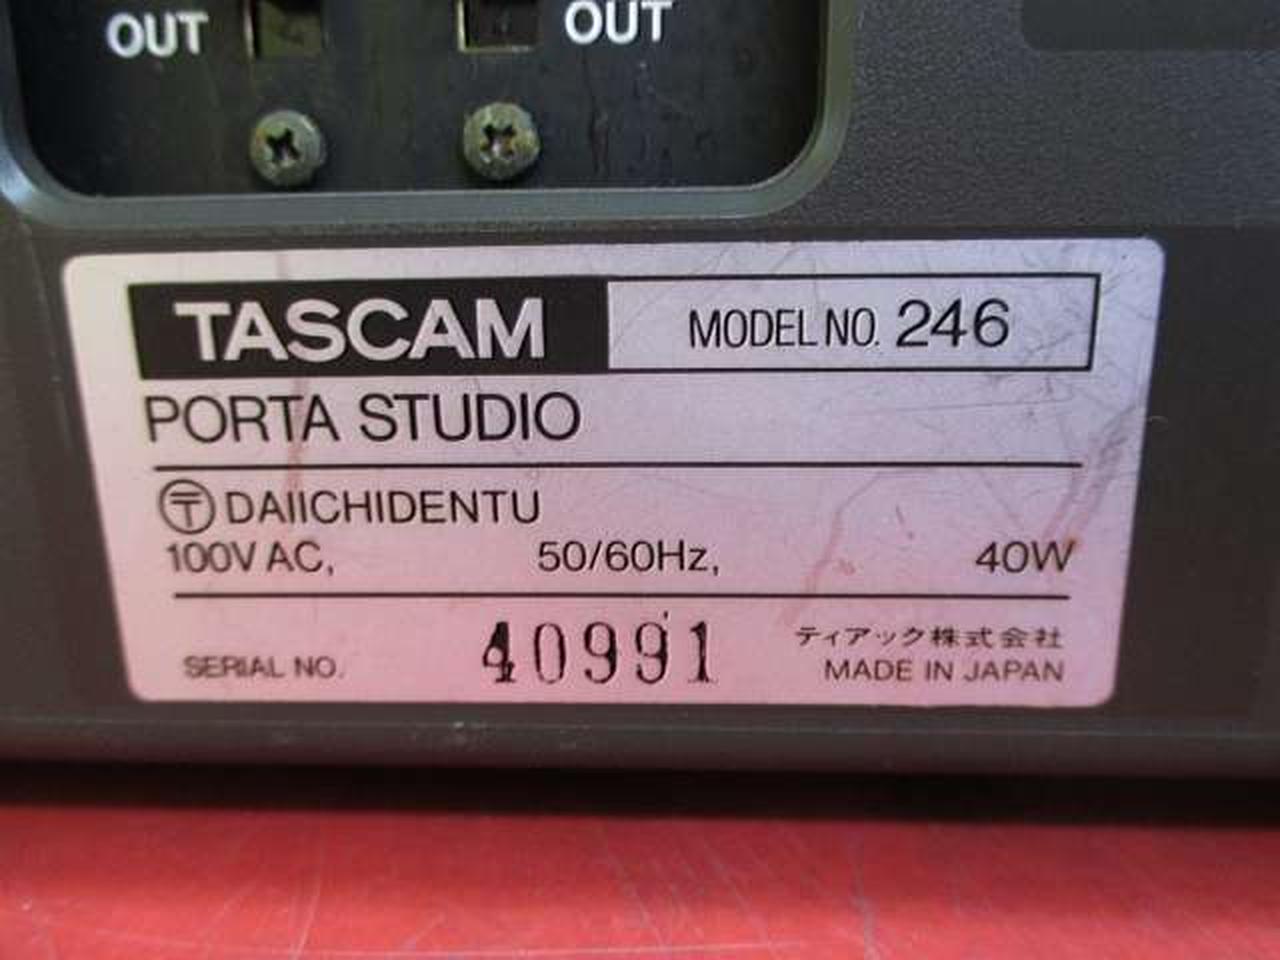 OUT OUT
TASCAM MODEL NO. 246
PORTA STUDIO
〒 DAIICHIDENTU
100V AC, 50/60Hz, 40W
ティアック株式会社
SERIAL NO. 40991 MADE IN JAPAN